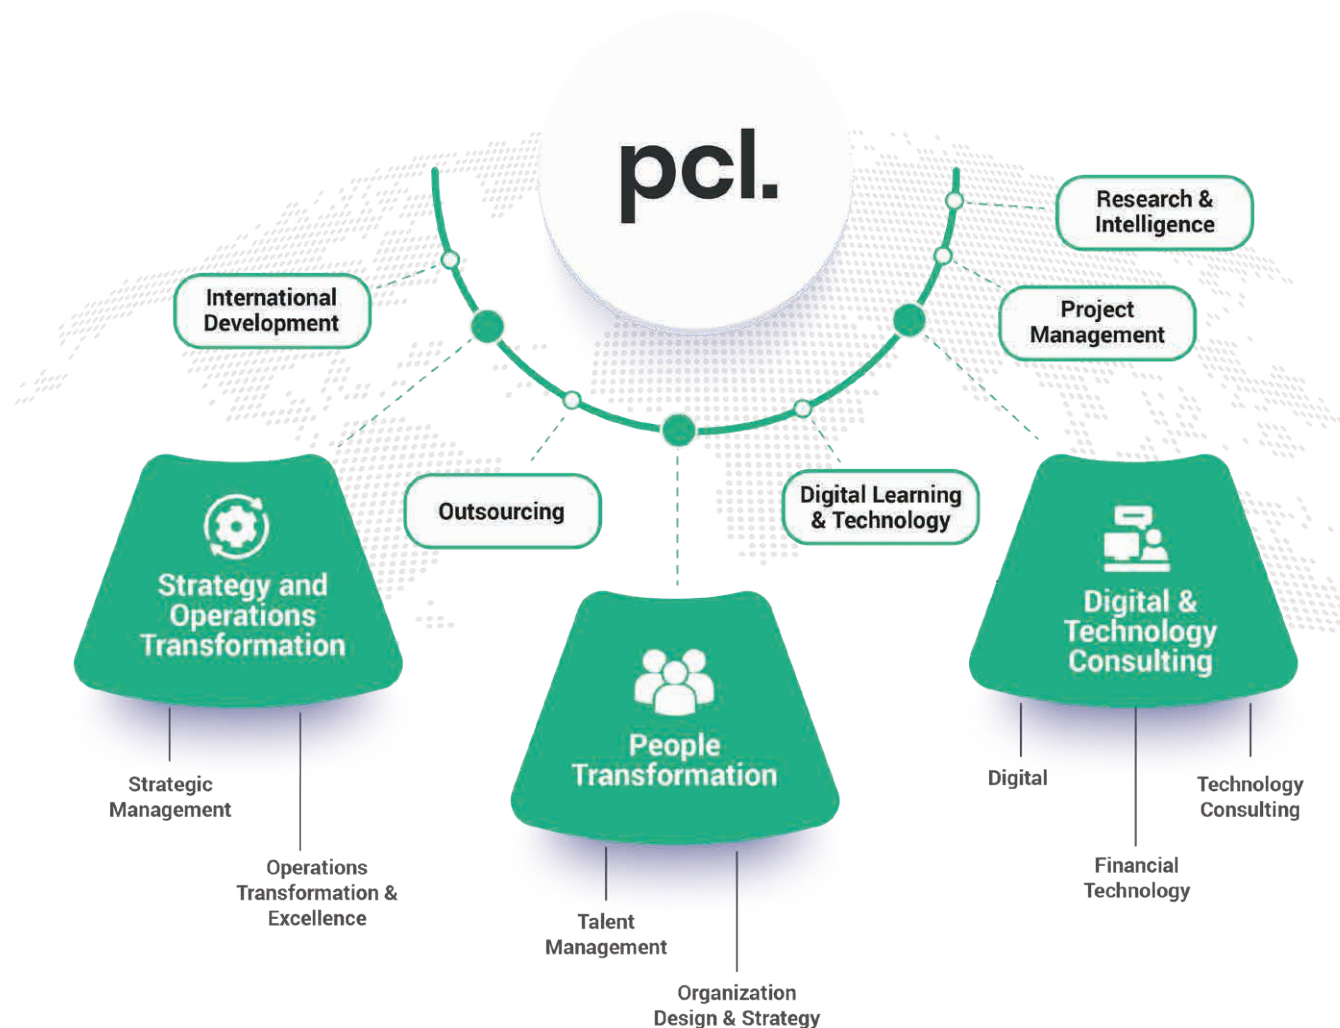 pcl.
Research &
Intelligence
International
Development
Project
Management
Outsourcing
Digital Learning
& Technology
Strategy and
Operations
Transformation
People
Transformation
Digital &
Technology
Consulting
Strategic
Management
Operations
Transformation &
Excellence
Talent
Management
Organization
Design & Strategy
Digital
Financial
Technology
Technology
Consulting